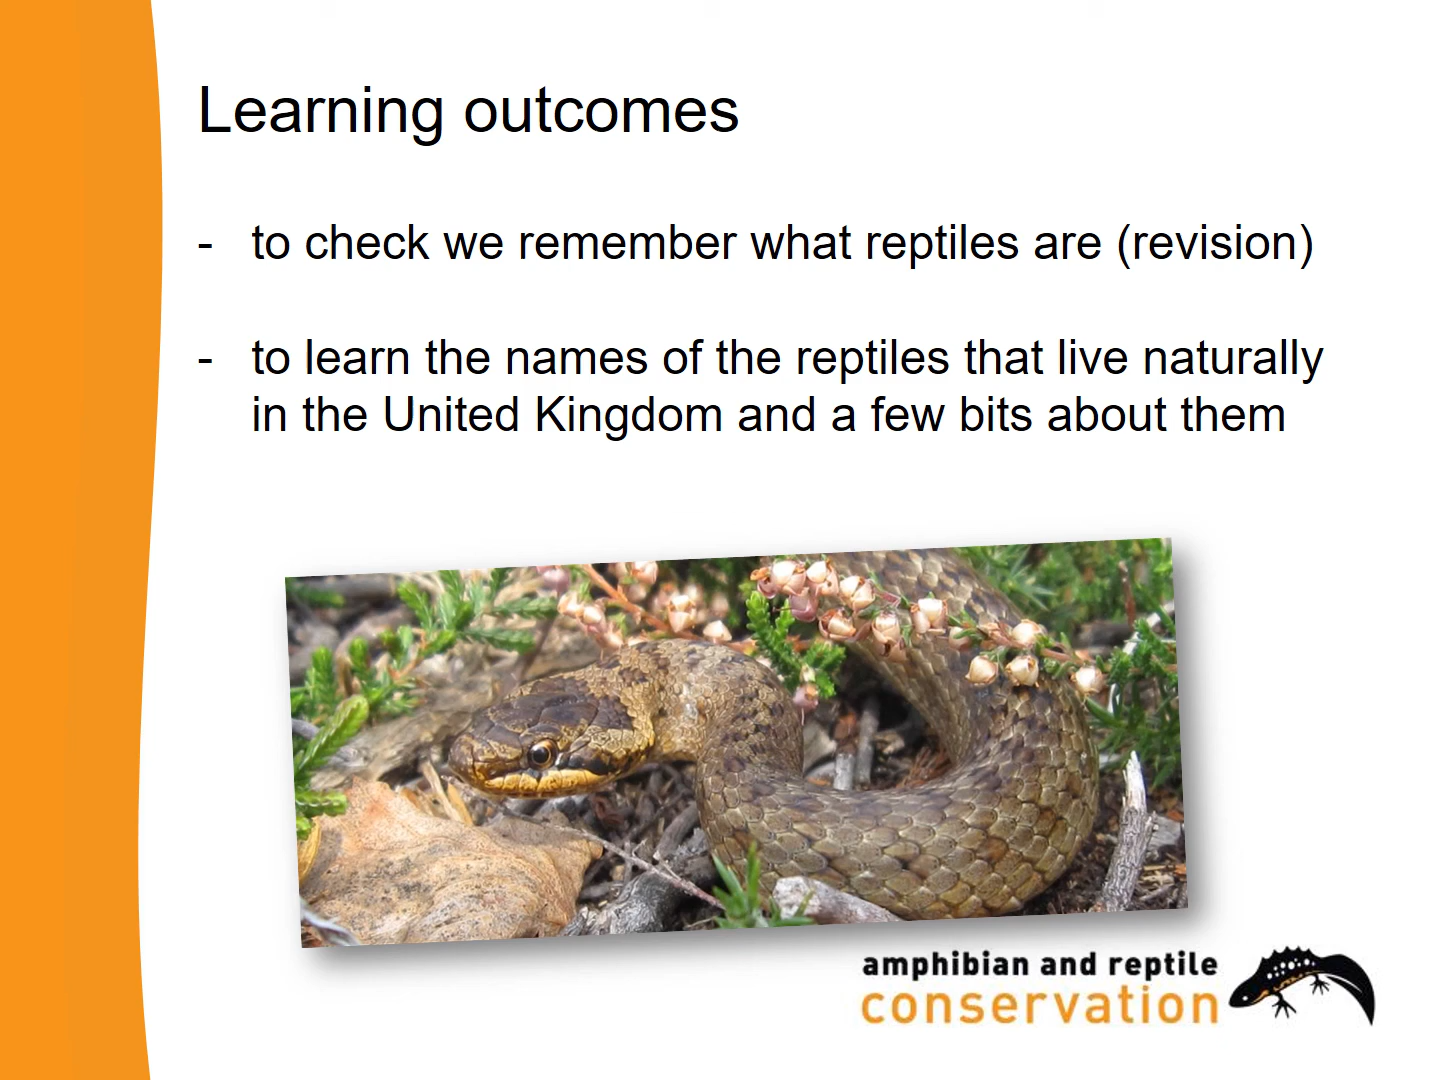 Learning outcomes
- to check we remember what reptiles are (revision)
- to learn the names of the reptiles that live naturally
in the United Kingdom and a few bits about them
amphibian and reptile
conservation